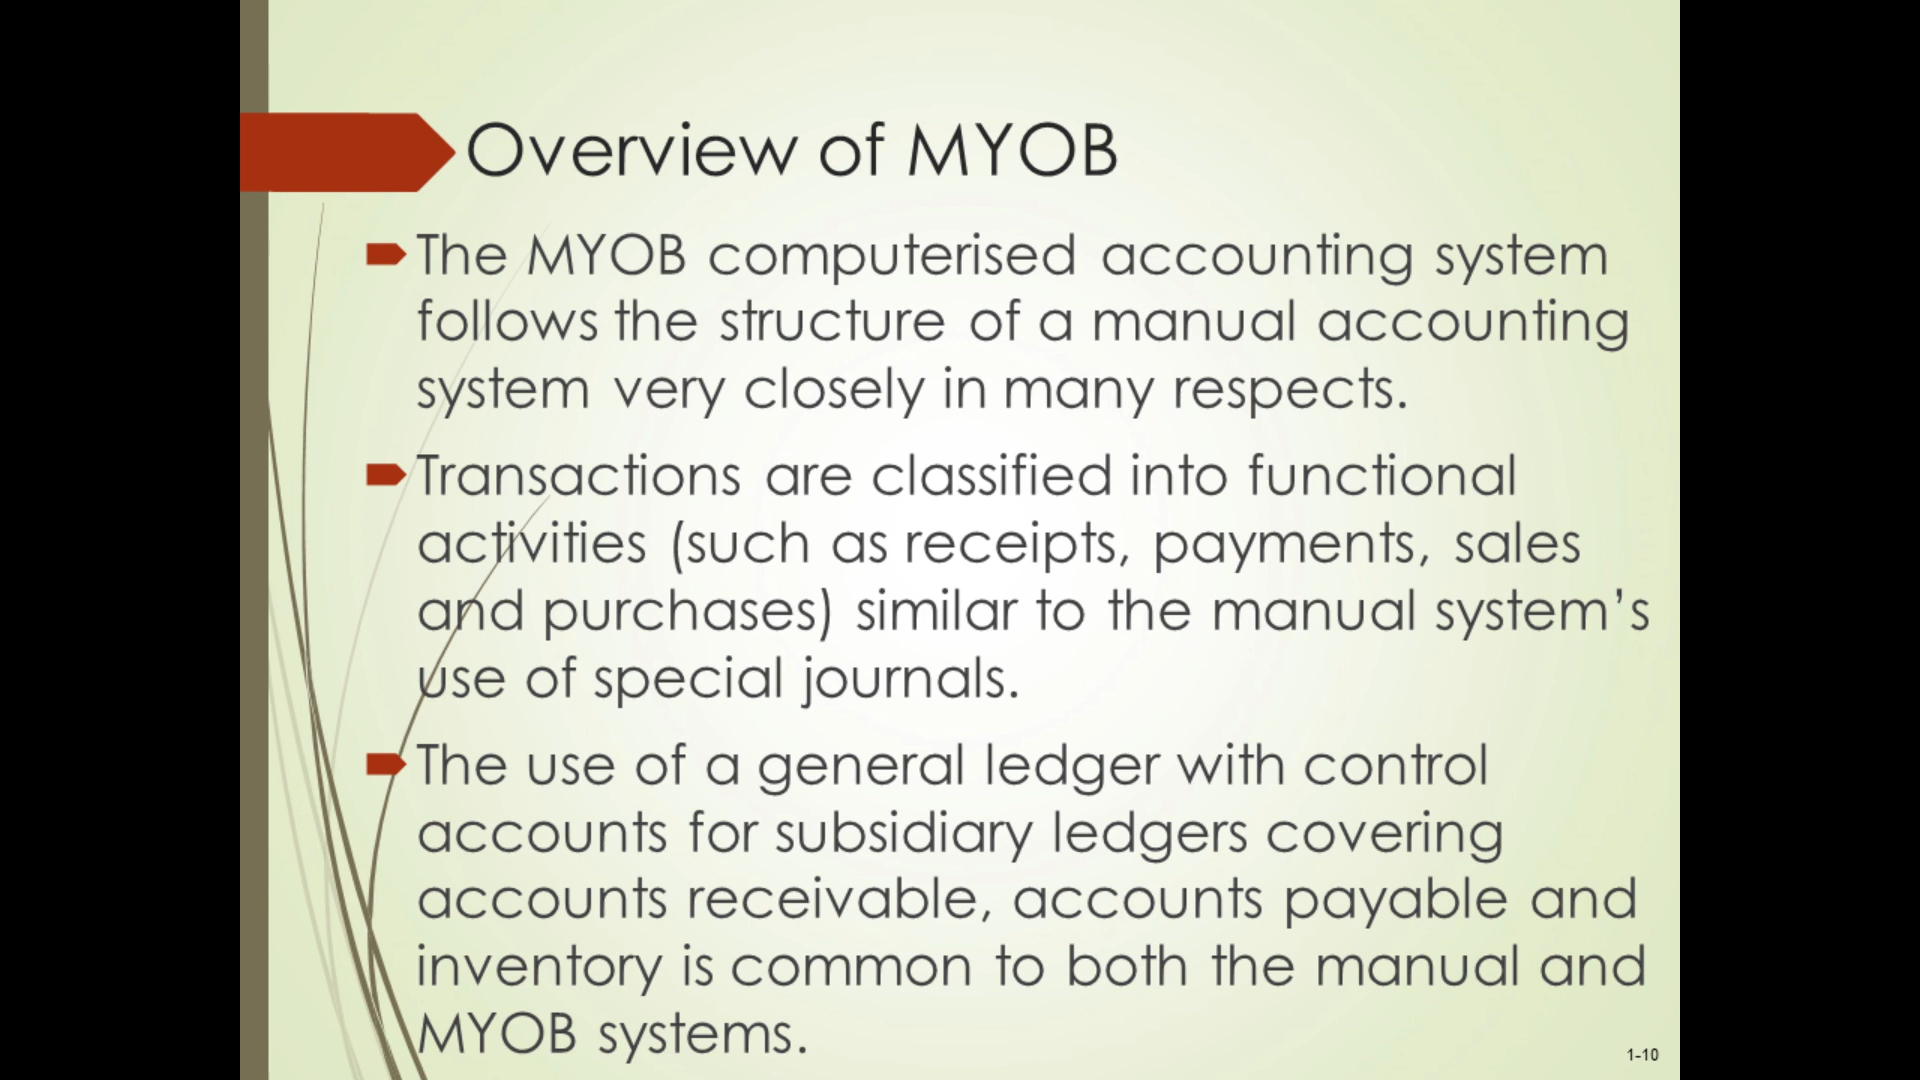 Overview of MYOB
The MYOB computerised accounting system
follows the structure of a manual accounting
system very closely in many respects.
Transactions are classified into functional
activities (such as receipts, payments, sales
and purchases) similar to the manual system’s
use of special journals.
The use of a general ledger with control
accounts for subsidiary ledgers covering
accounts receivable, accounts payable and
inventory is common to both the manual and
MYOB systems.
1-10